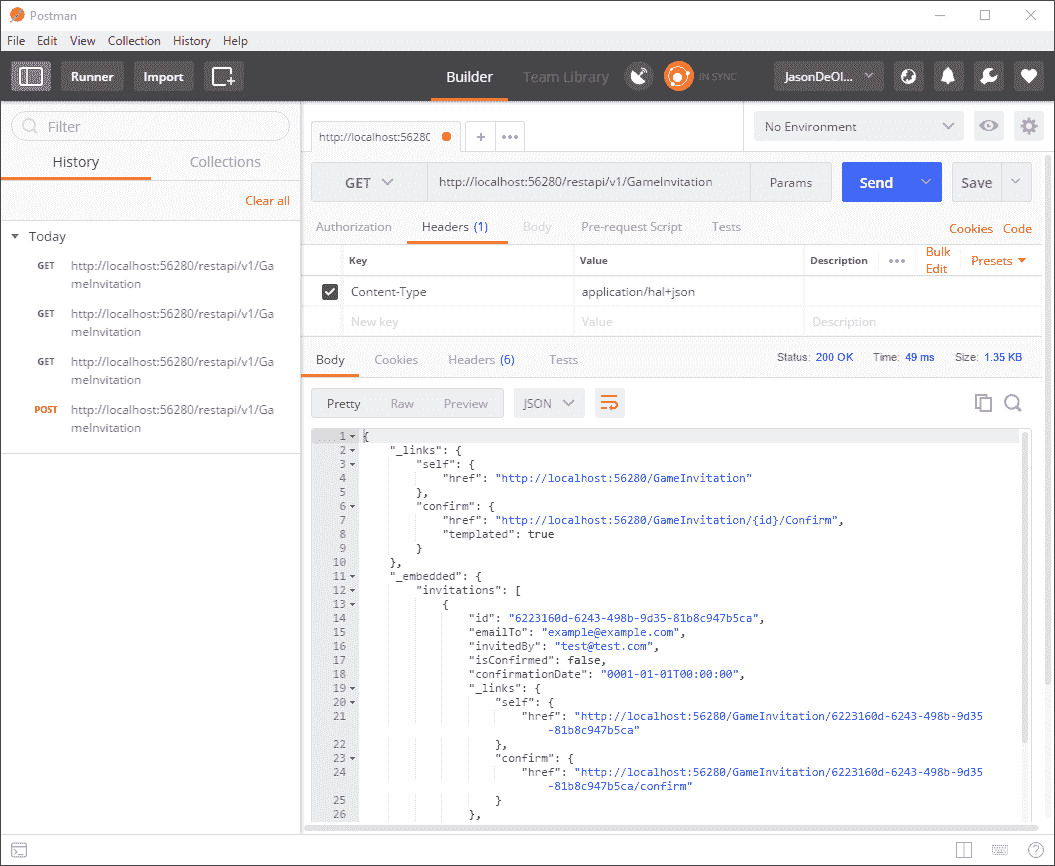 Postman
File Edit View Collection History Help
Runner Import Builder Team Library IN SYNC JasonDeOl...
Filter
History Collections
Clear all
Today
GET http://localhost:56280/restapi/v1/Ga
meInvitation
GET http://localhost:56280/restapi/v1/Ga
meInvitation
GET http://localhost:56280/restapi/v1/Ga
meInvitation
POST http://localhost:56280/restapi/v1/Ga
meInvitation
http://localhost:56280 + ••• No Environment
GET http://localhost:56280/restapi/v1/GameInvitation Params Send Save
Authorization Headers (1) Body Pre-request Script Tests Cookies Code
Key Value Description ••• Bulk Edit Presets
Content-Type application/hal+json
New key Value Description
Body Cookies Headers (6) Tests Status: 200 OK Time: 49 ms Size: 1.35 KB
Pretty Raw Preview JSON
1 {
2 "_links": {
3 "self": {
4 "href": "http://localhost:56280/GameInvitation"
5 },
6 "confirm": {
7 "href": "http://localhost:56280/GameInvitation/{id}/Confirm",
8 "templated": true
9 }
10 },
11 "_embedded": {
12 "invitations": [
13 {
14 "id": "6223160d-6243-498b-9d35-81b8c947b5ca",
15 "emailTo": "example@example.com",
16 "invitedBy": "test@test.com",
17 "isConfirmed": false,
18 "confirmationDate": "0001-01-01T00:00:00",
19 "_links": {
20 "self": {
21 "href": "http://localhost:56280/GameInvitation/6223160d-6243-498b-9d35
-81b8c947b5ca"
22 },
23 "confirm": {
24 "href": "http://localhost:56280/GameInvitation/6223160d-6243-498b-9d35
-81b8c947b5ca/confirm"
25 }
26 },